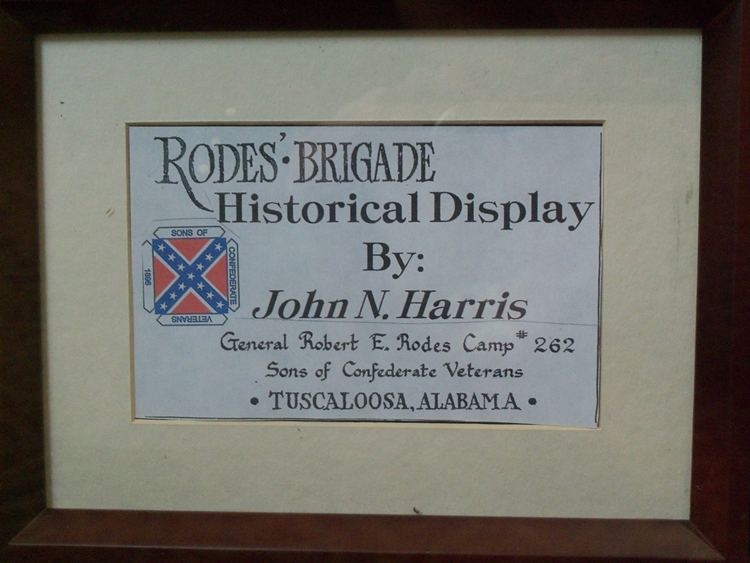 RODES'·BRIGADE
Historical Display
By:
SONS OF
CONFEDERATE
VETERANS
1896
John N. Harris
General Robert E. Rodes Camp # 262
Sons of Confederate Veterans
• TUSCALOOSA, ALABAMA •